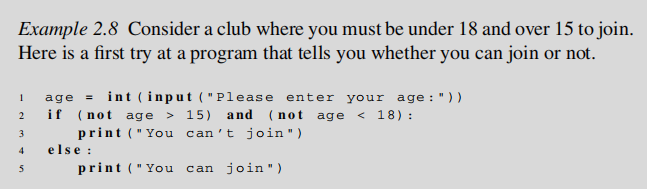 Example 2.8 Consider a club where you must be under 18 and over 15 to join.
Here is a first try at a program that tells you whether you can join or not.
1 age = int(input("Please enter your age:"))
2 if (not age > 15) and (not age < 18):
3 print("You can't join")
4 else:
5 print("You can join")